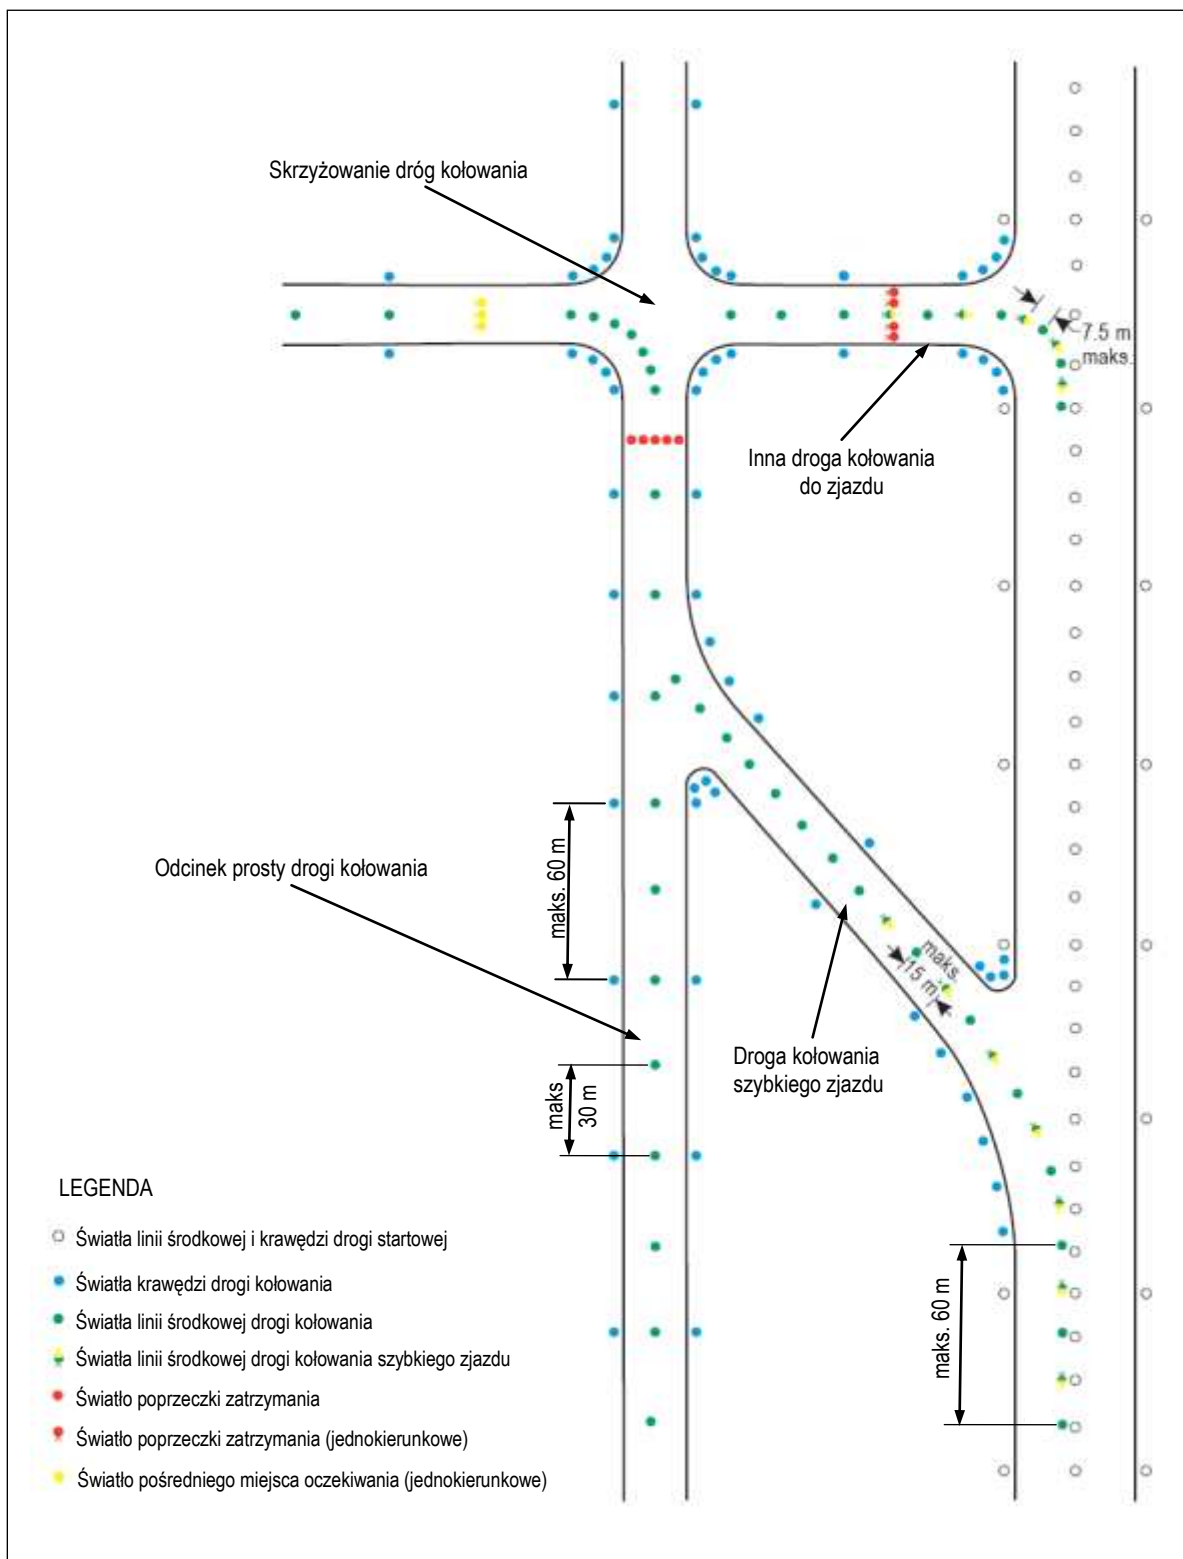 Skrzyżowanie dróg kołowania
7.5 m
maks.
Inna droga kołowania
do zjazdu
maks. 60 m
Odcinek prosty drogi kołowania
maks.
15 m
Droga kołowania
szybkiego zjazdu
maks
30 m
maks. 60 m
LEGENDA
Światła linii środkowej i krawędzi drogi startowej
Światła krawędzi drogi kołowania
Światła linii środkowej drogi kołowania
Światła linii środkowej drogi kołowania szybkiego zjazdu
Światło poprzeczki zatrzymania
Światło poprzeczki zatrzymania (jednokierunkowe)
Światło pośredniego miejsca oczekiwania (jednokierunkowe)